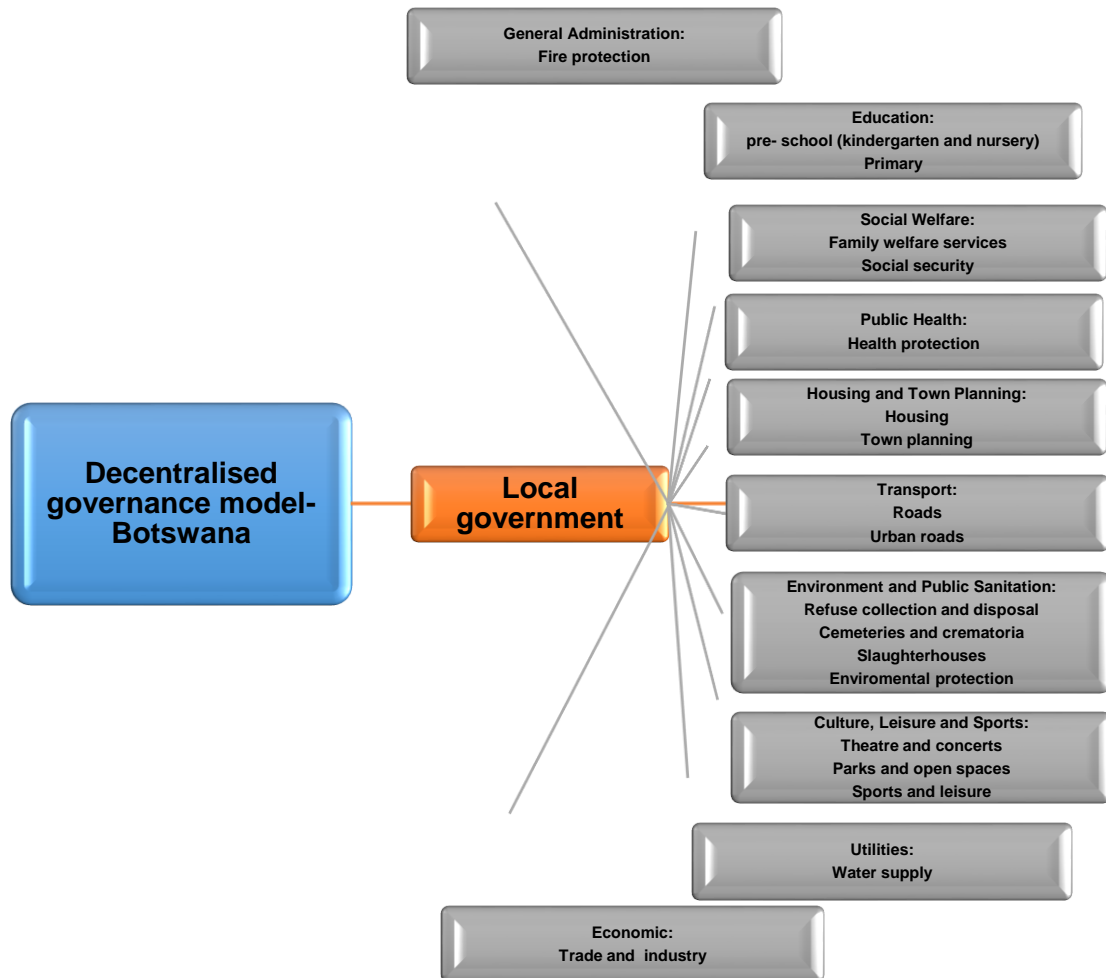 General Administration:
Fire protection
Education:
pre- school (kindergarten and nursery)
Primary
Social Welfare:
Family welfare services
Social security
Public Health:
Health protection
Housing and Town Planning:
Housing
Town planning
Decentralised
governance model-
Botswana
Local
government
Transport:
Roads
Urban roads
Environment and Public Sanitation:
Refuse collection and disposal
Cemeteries and crematoria
Slaughterhouses
Enviromental protection
Culture, Leisure and Sports:
Theatre and concerts
Parks and open spaces
Sports and leisure
Utilities:
Water supply
Economic:
Trade and  industry